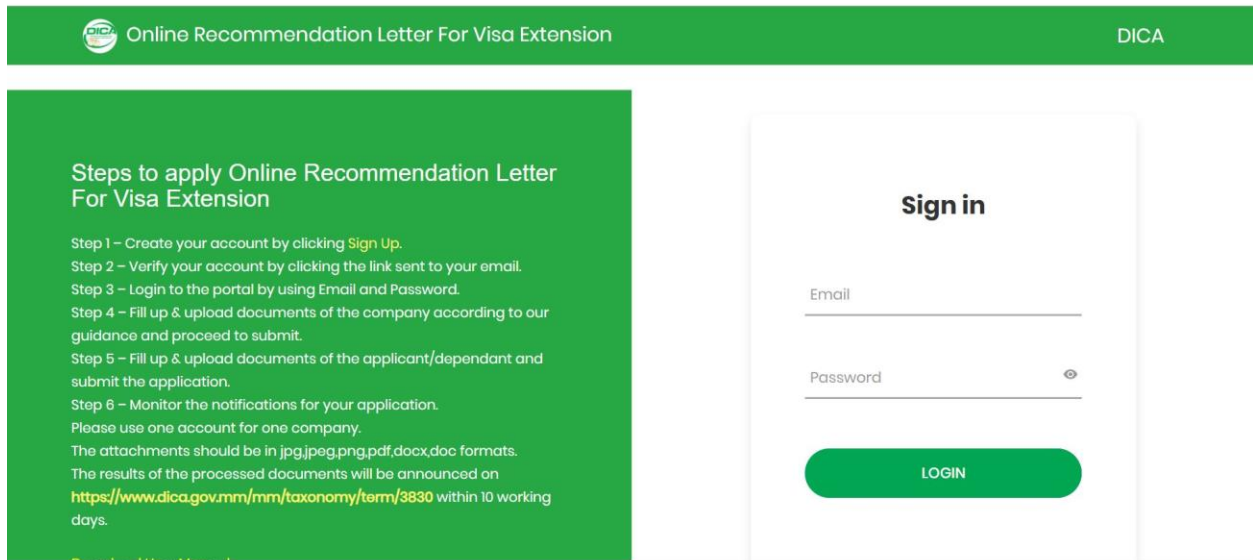 DICA Online Recommendation Letter For Visa Extension
DICA
Steps to apply Online Recommendation Letter
For Visa Extension
Step 1 – Create your account by clicking Sign Up.
Step 2 – Verify your account by clicking the link sent to your email.
Step 3 – Login to the portal by using Email and Password.
Step 4 – Fill up & upload documents of the company according to our
guidance and proceed to submit.
Step 5 – Fill up & upload documents of the applicant/dependant and
submit the application.
Step 6 – Monitor the notifications for your application.
Please use one account for one company.
The attachments should be in jpg,jpeg,png,pdf,docx,doc formats.
The results of the processed documents will be announced on
https://www.dica.gov.mm/mm/taxonomy/term/3830 within 10 working
days.
Sign in
Email
Password
LOGIN